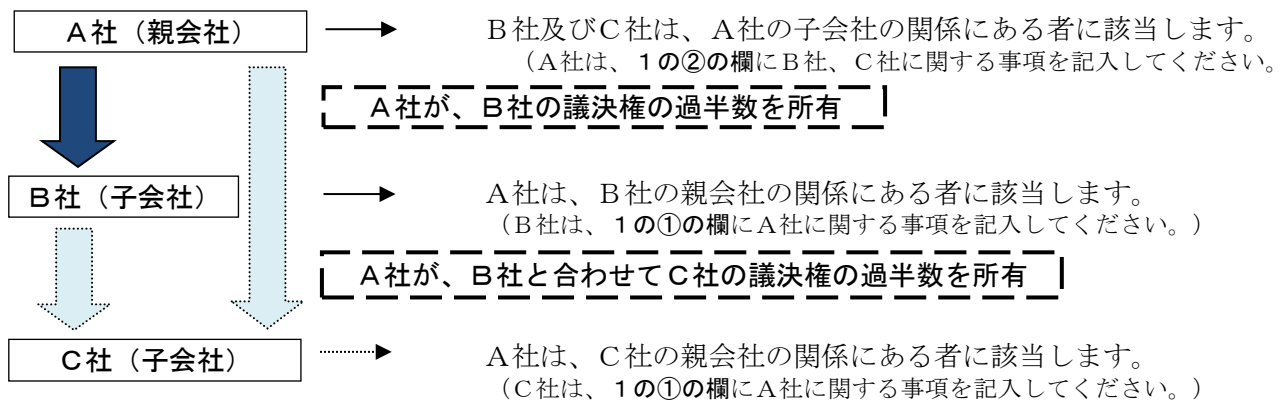 Ａ社（親会社）
Ｂ社及びＣ社は、Ａ社の子会社の関係にある者に該当します。
（Ａ社は、１の②の欄にＢ社、Ｃ社に関する事項を記入してください。
Ａ社が、Ｂ社の議決権の過半数を所有
Ｂ社（子会社）
Ａ社は、Ｂ社の親会社の関係にある者に該当します。
（Ｂ社は、１の①の欄にＡ社に関する事項を記入してください。）
Ａ社が、Ｂ社と合わせてＣ社の議決権の過半数を所有
Ｃ社（子会社）
Ａ社は、Ｃ社の親会社の関係にある者に該当します。
（Ｃ社は、１の①の欄にＡ社に関する事項を記入してください。）